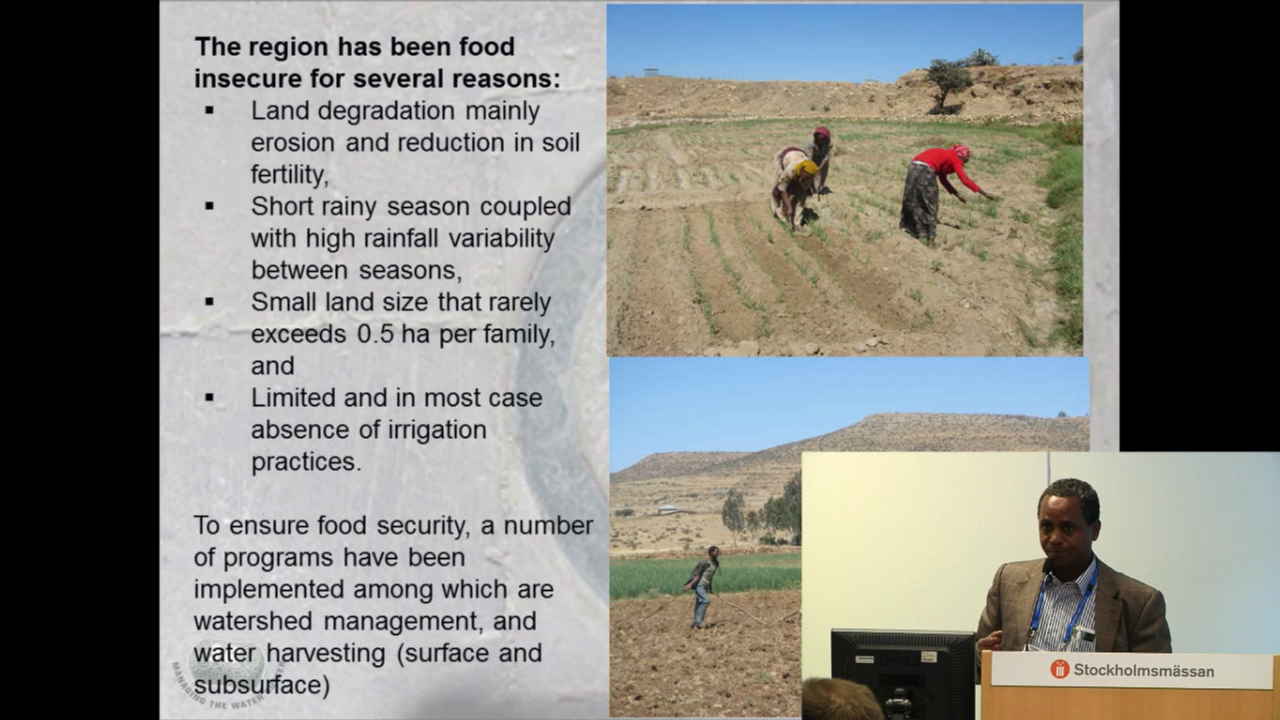 The region has been food
insecure for several reasons:
▪ Land degradation mainly
erosion and reduction in soil
fertility,
▪ Short rainy season coupled
with high rainfall variability
between seasons,
▪ Small land size that rarely
exceeds 0.5 ha per family,
and
▪ Limited and in most case
absence of irrigation
practices.
To ensure food security, a number
of programs have been
implemented among which are
watershed management, and
water harvesting (surface and
subsurface)
MANAGING THE WATER
Stockholmsmässan